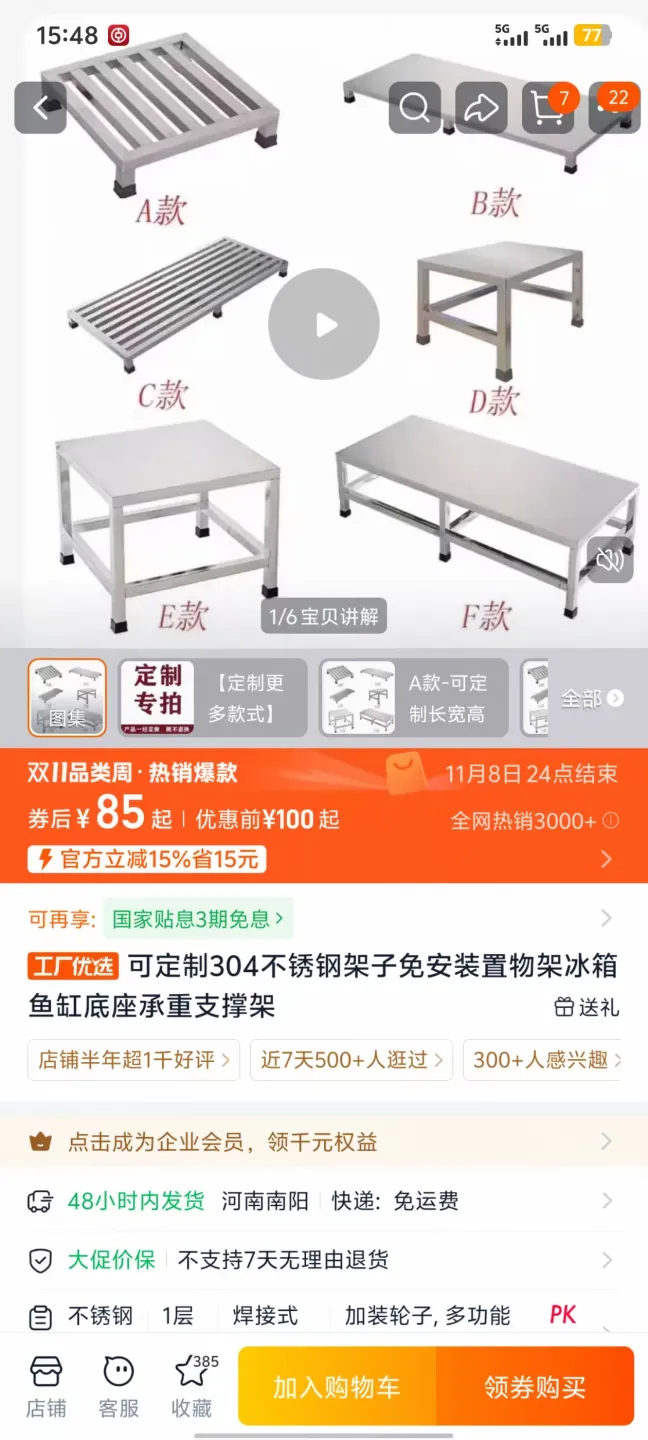 15:48
5G 5G 77
7
22
A款
B款
C款
D款
E款
F款
1/6 宝贝讲解
图集
定制
专拍
【定制更
多款式】
A款-可定
制长宽高
全部
双11品类周·热销爆款
11月8日24点结束
券后¥85起 优惠前¥100起
全网热销3000+
官方立减15%省15元
可再享:
国家贴息3期免息
工厂优选 可定制304不锈钢架子免安装置物架冰箱
鱼缸底座承重支撑架
送礼
店铺半年超1千好评
近7天500+人逛过
300+人感兴趣
点击成为企业会员，领千元权益
48小时内发货 河南南阳 快递: 免运费
大促价保 不支持7天无理由退货
不锈钢 1层 焊接式 加装轮子, 多功能 PK
店铺
客服
385
收藏
加入购物车
领券购买